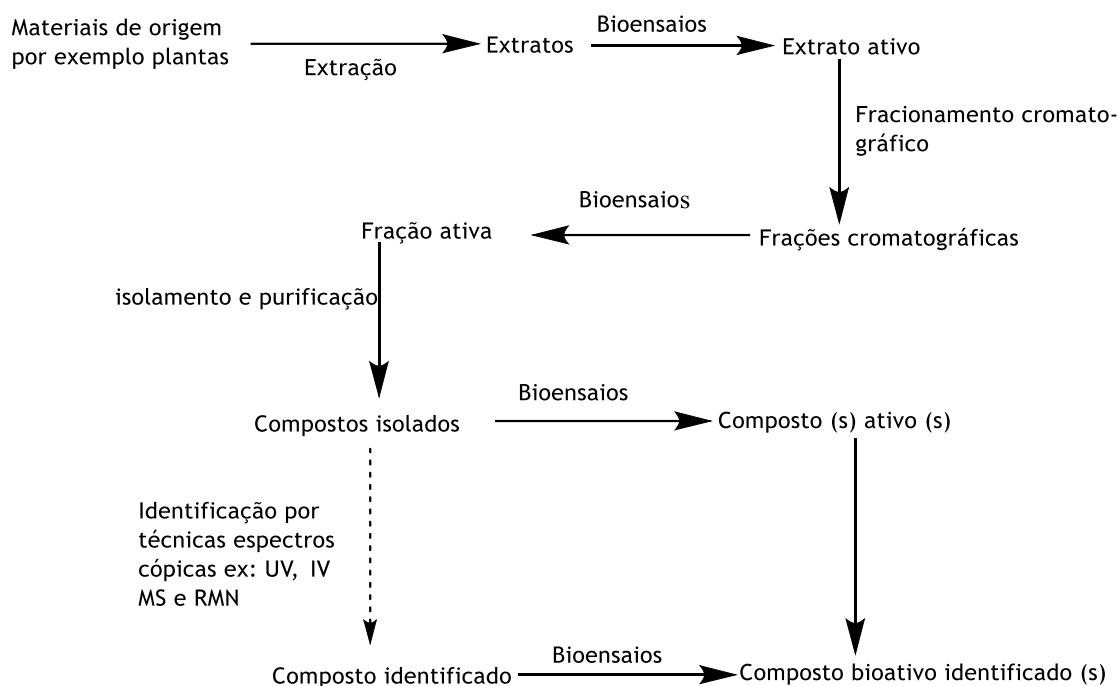 Materiais de origem
por exemplo plantas
Extração
Extratos
Bioensaios
Extrato ativo
Fracionamento cromato-
gráfico
Frações cromatográficas
Bioensaios
Fração ativa
isolamento e purificação
Compostos isolados
Bioensaios
Composto (s) ativo (s)
Identificação por
técnicas espectros
cópicas ex: UV, IV
MS e RMN
Composto identificado
Bioensaios
Composto bioativo identificado (s)